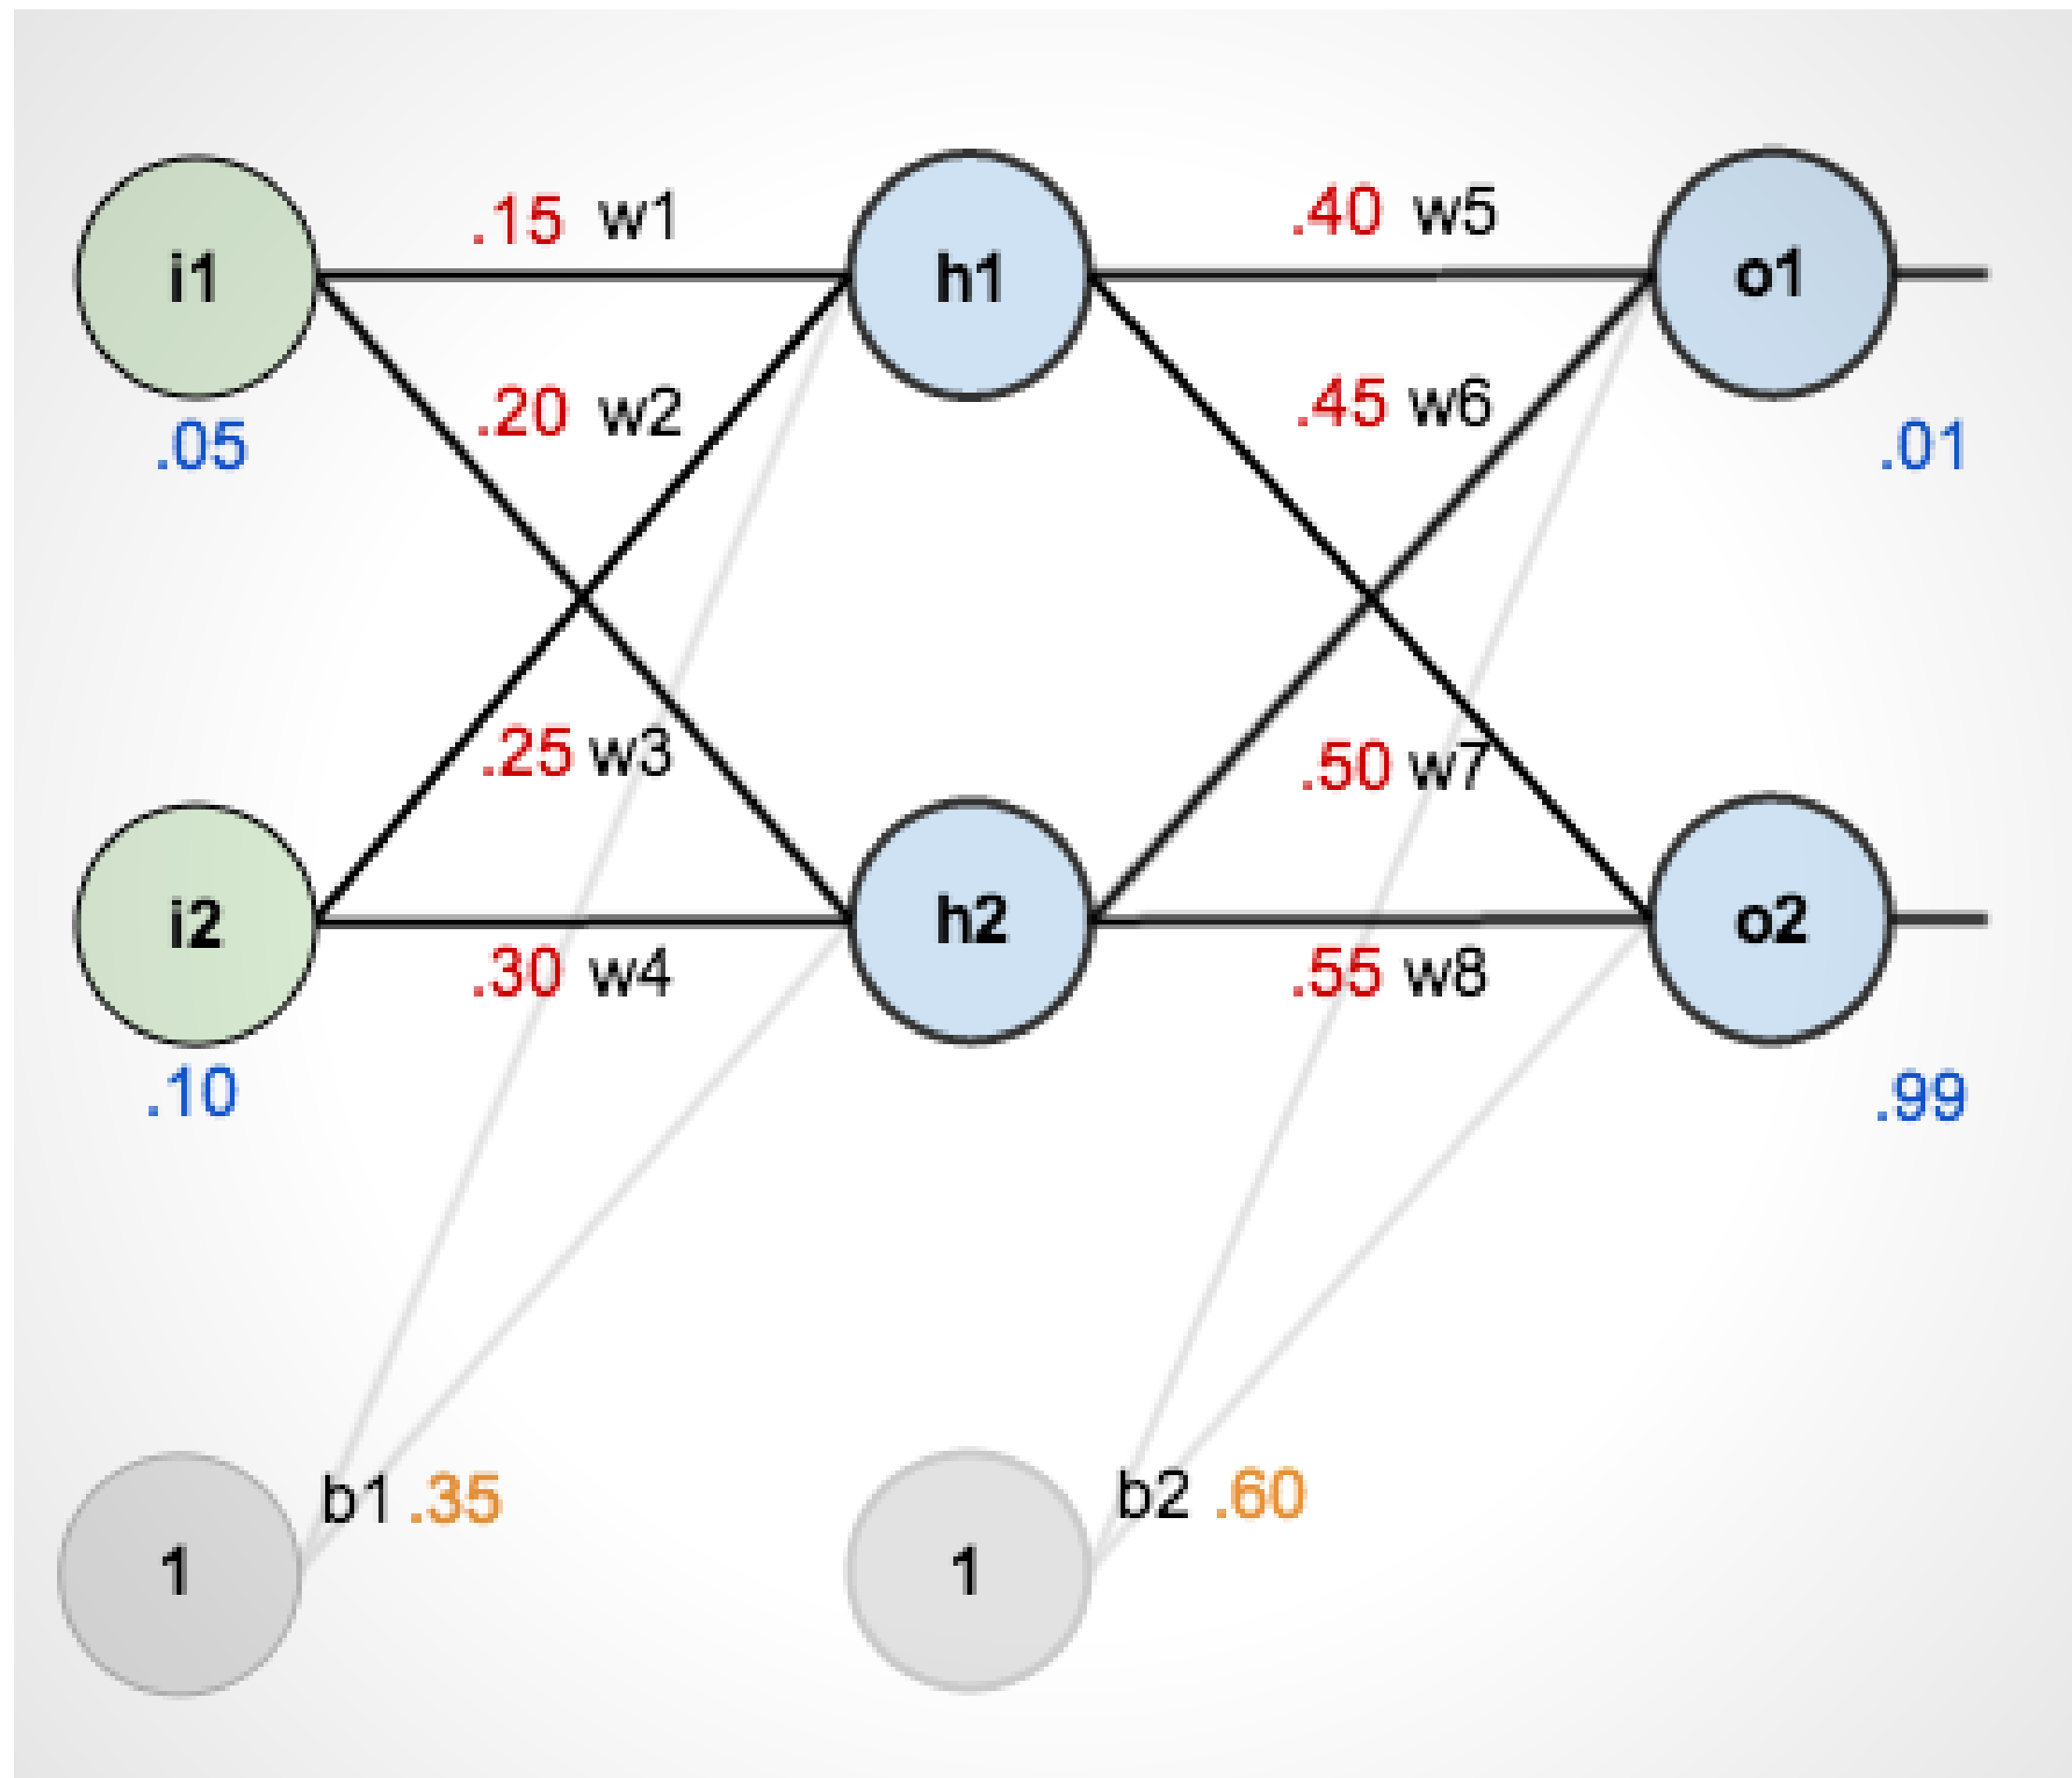 .15 w1
.40 w5
i1
h1
o1
.20 w2
.45 w6
.05
.01
.25 w3
.50 w7
i2
h2
o2
.30 w4
.55 w8
.10
.99
b1 .35
b2 .60
1
1